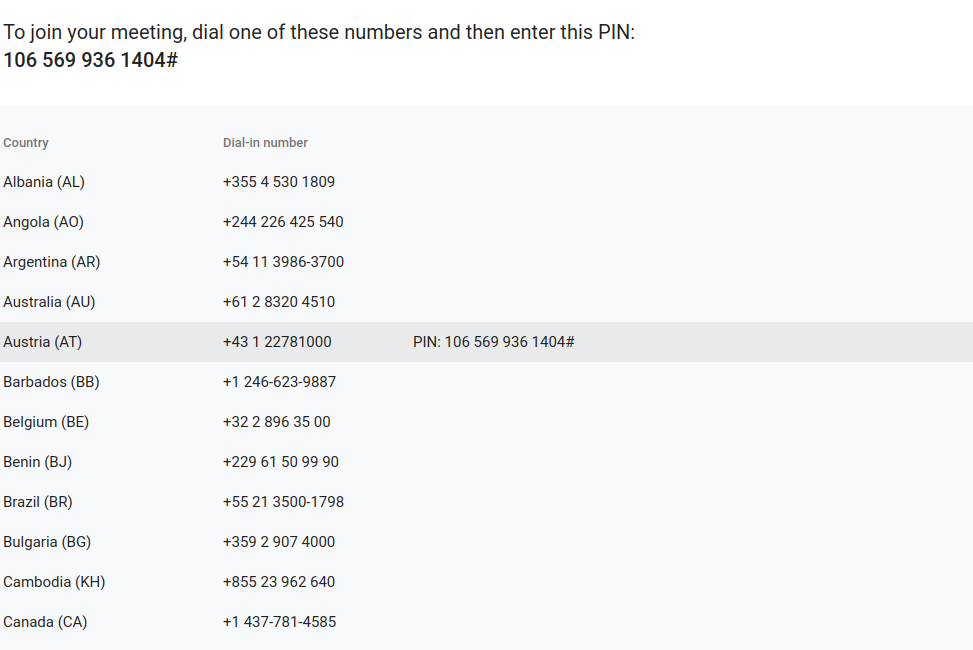 To join your meeting, dial one of these numbers and then enter this PIN:
106 569 936 1404#
Country Dial-in number
Albania (AL) +355 4 530 1809
Angola (AO) +244 226 425 540
Argentina (AR) +54 11 3986-3700
Australia (AU) +61 2 8320 4510
Austria (AT) +43 1 22781000 PIN: 106 569 936 1404#
Barbados (BB) +1 246-623-9887
Belgium (BE) +32 2 896 35 00
Benin (BJ) +229 61 50 99 90
Brazil (BR) +55 21 3500-1798
Bulgaria (BG) +359 2 907 4000
Cambodia (KH) +855 23 962 640
Canada (CA) +1 437-781-4585